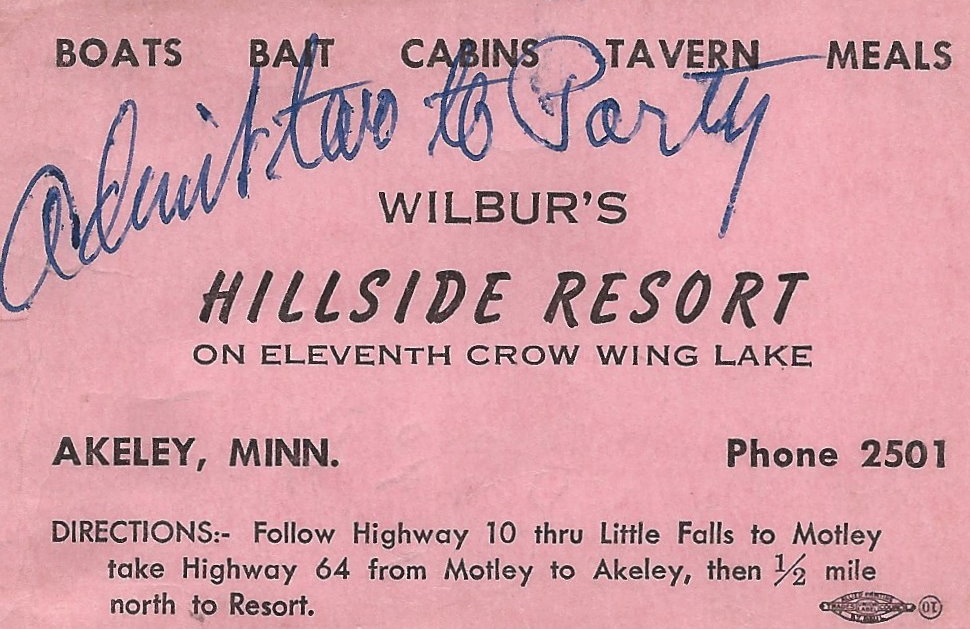 BOATS BAIT CABINS TAVERN MEALS
Admit two to Party
WILBUR'S
HILLSIDE RESORT
ON ELEVENTH CROW WING LAKE
AKELEY, MINN. Phone 2501
DIRECTIONS:- Follow Highway 10 thru Little Falls to Motley
take Highway 64 from Motley to Akeley, then ½ mile
north to Resort.